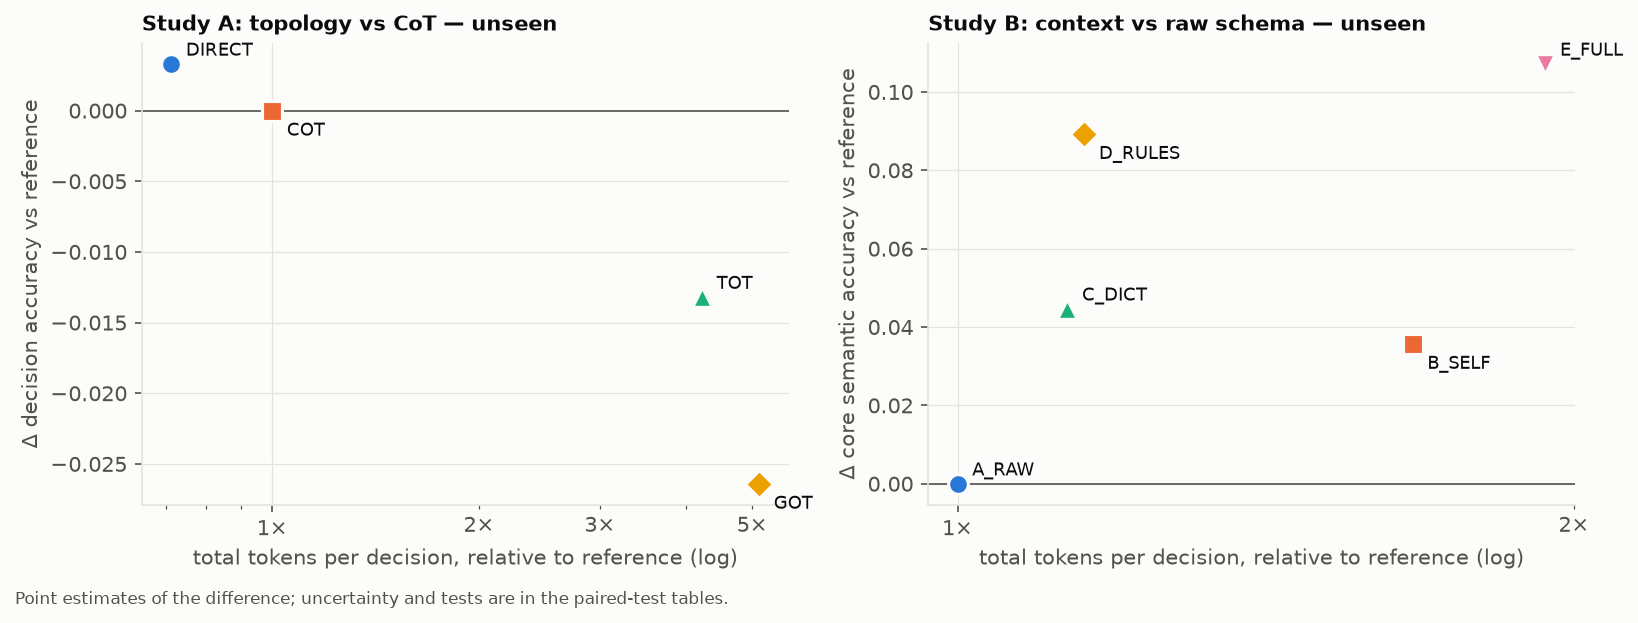 Study A: topology vs CoT — unseen
Δ decision accuracy vs reference
0.000
−0.005
−0.010
−0.015
−0.020
−0.025
DIRECT
COT
TOT
GOT
1×
2×
3×
5×
total tokens per decision, relative to reference (log)
Study B: context vs raw schema — unseen
Δ core semantic accuracy vs reference
0.10
0.08
0.06
0.04
0.02
0.00
E_FULL
D_RULES
C_DICT
B_SELF
A_RAW
1×
2×
total tokens per decision, relative to reference (log)
Point estimates of the difference; uncertainty and tests are in the paired-test tables.